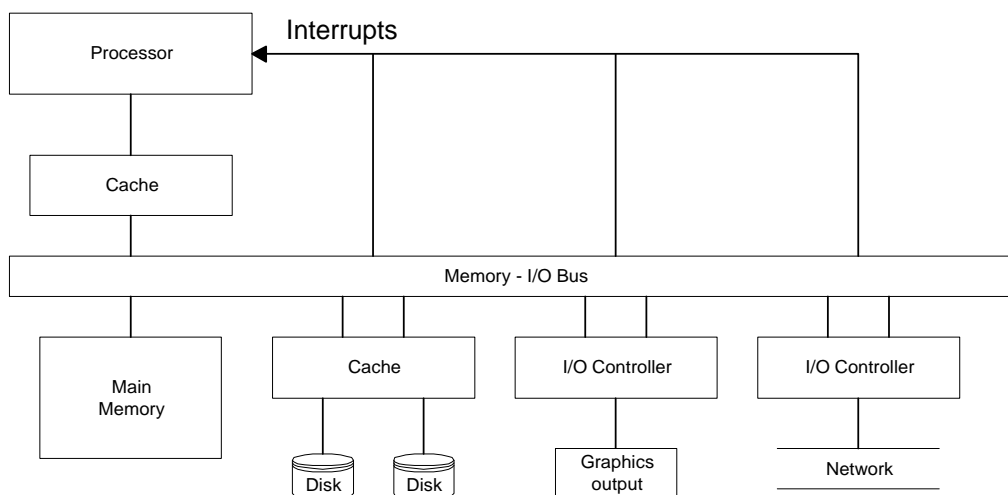 Interrupts
Processor
Cache
Memory - I/O Bus
Main
Memory
Cache
I/O Controller
I/O Controller
Disk
Disk
Graphics
output
Network